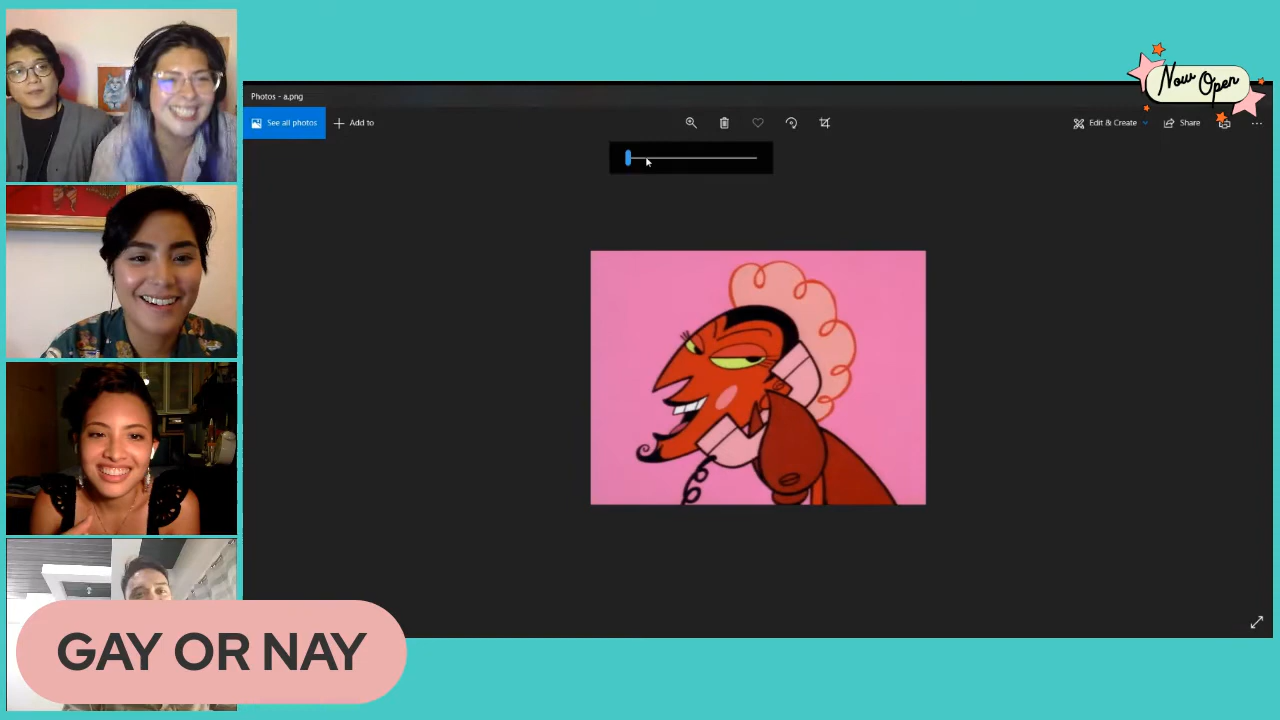 Now Open
Photos - a.png
See all photos
Add to
Edit & Create
Share
GAY OR NAY